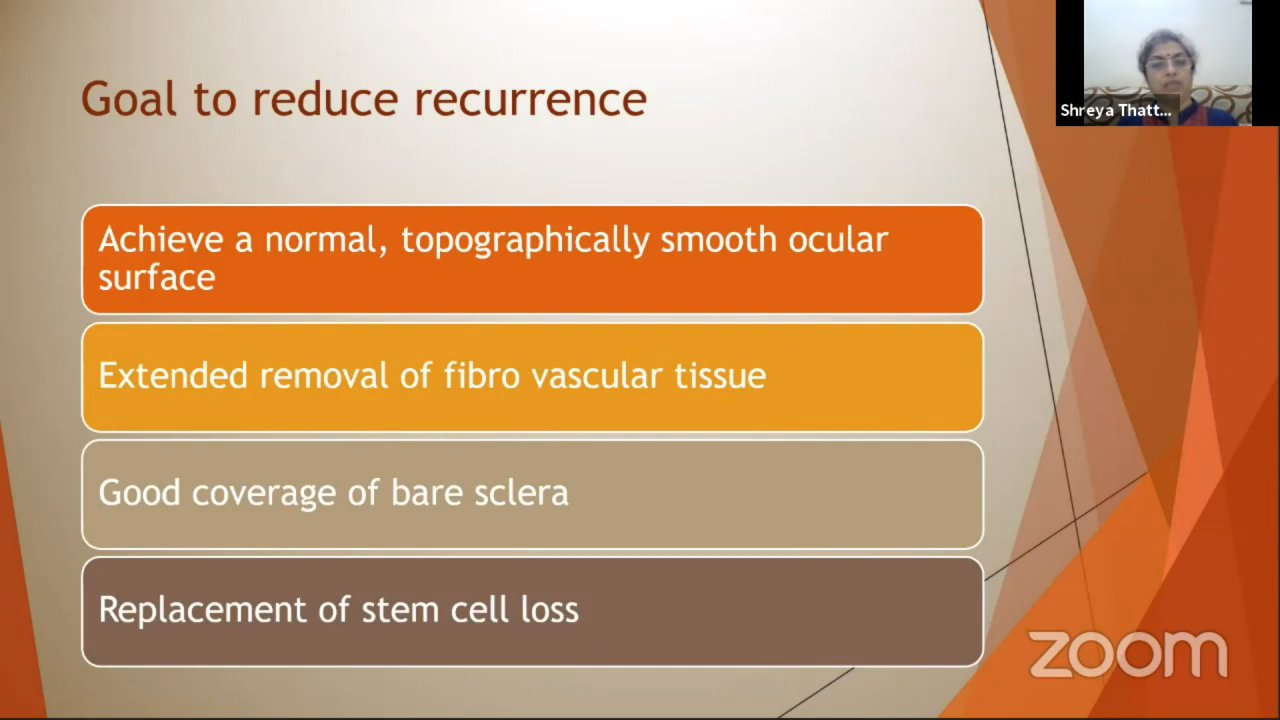 Goal to reduce recurrence
Shreya Thatt...
Achieve a normal, topographically smooth ocular
surface
Extended removal of fibro vascular tissue
Good coverage of bare sclera
Replacement of stem cell loss
zoom